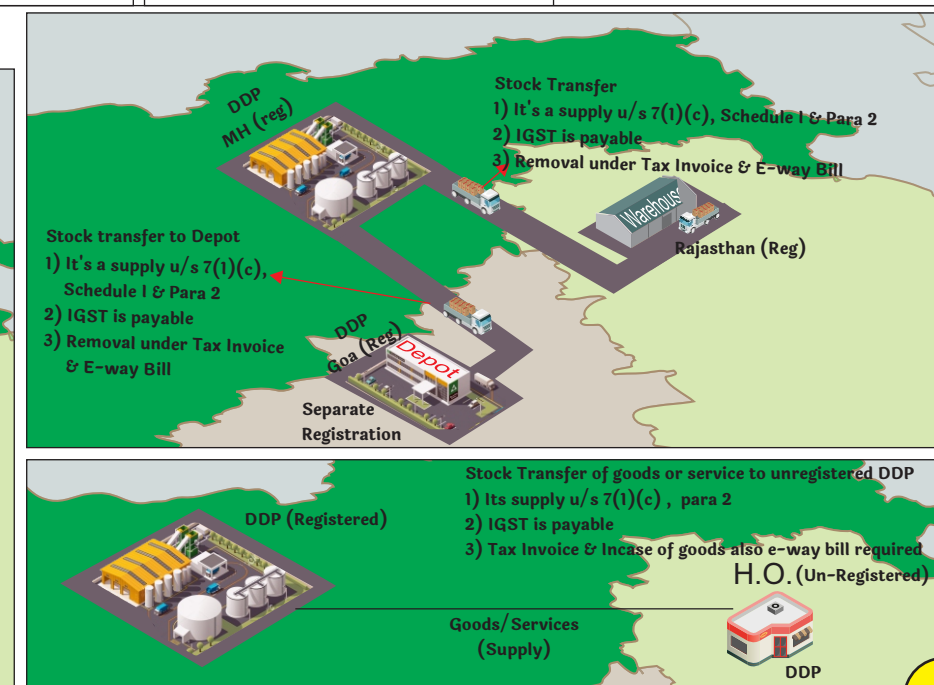 DDP
MH (reg)
Stock Transfer
1) It's a supply u/s 7(1)(c), Schedule I & Para 2
2) IGST is payable
3) Removal under Tax Invoice & E-way Bill
Warehous
Rajasthan (Reg)
Stock transfer to Depot
1) It's a supply u/s 7(1)(c),
Schedule I & Para 2
2) IGST is payable
3) Removal under Tax Invoice
& E-way Bill
DDP
Goa (Reg)
Depot
Separate
Registration
Stock Transfer of goods or service to unregistered DDP
1) Its supply u/s 7(1)(c) , para 2
2) IGST is payable
3) Tax Invoice & Incase of goods also e-way bill required
DDP (Registered)
H.O. (Un-Registered)
Goods/Services
(Supply)
DDP